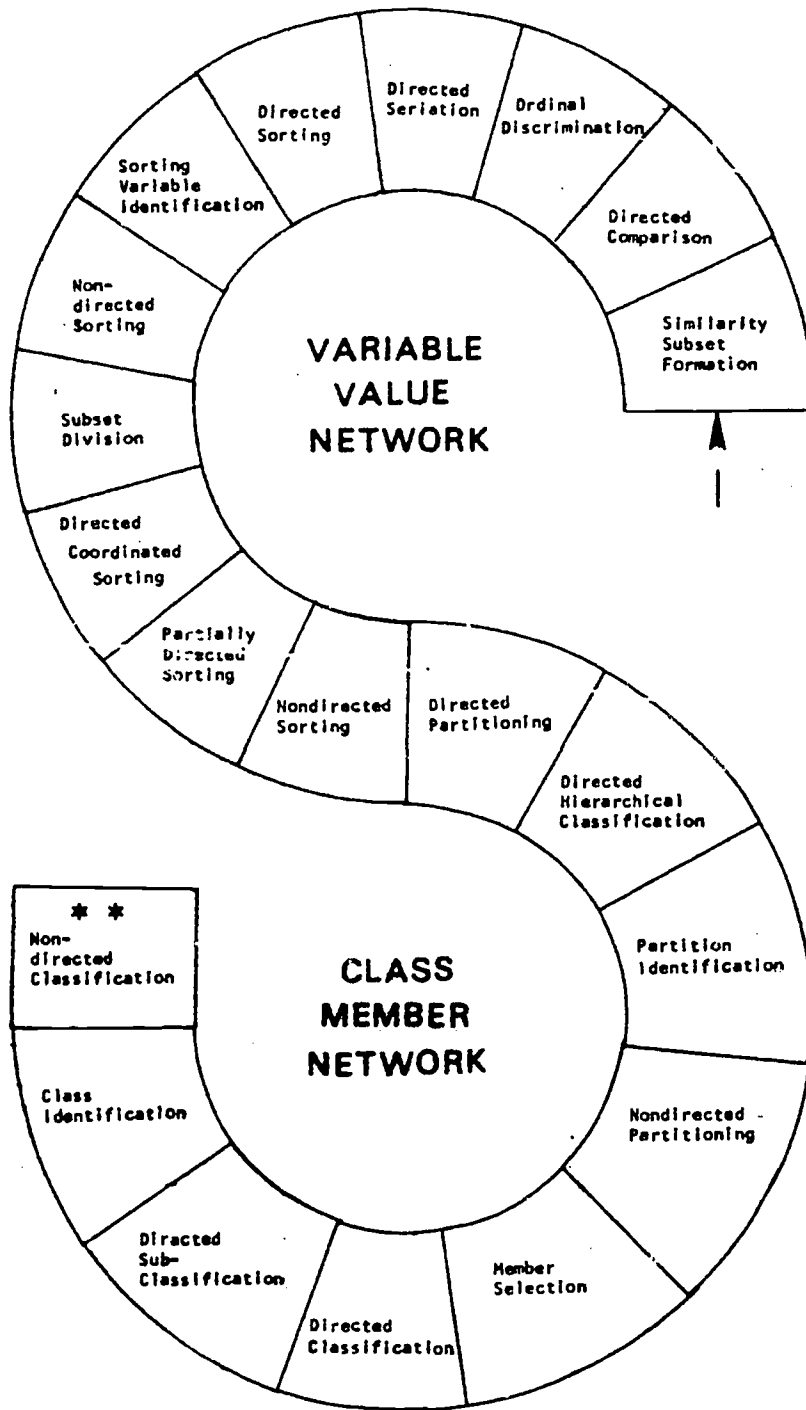 Directed
Seriation
Ordinal
Discrimination
Directed
Sorting
Sorting
Variable
Identification
Directed
Comparison
Non-
directed
Sorting
Similarity
Subset
Formation
VARIABLE
VALUE
NETWORK
Subset
Division
Directed
Coordinated
Sorting
Partially
Directed
Sorting
Nondirected
Sorting
Directed
Partitioning
Directed
Hierarchical
Classification
Partition
Identification
* *
Non-
directed
Classification
CLASS
MEMBER
NETWORK
Class
Identification
Nondirected
Partitioning
Directed
Sub-
Classification
Member
Selection
Directed
Classification